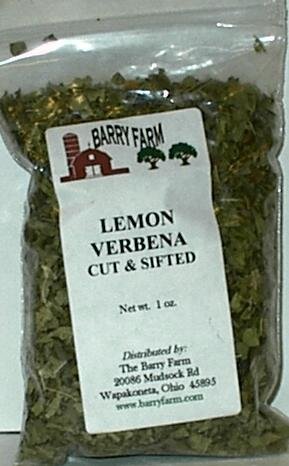 BARRY FARM
LEMON
VERBENA
CUT & SIFTED
Net wt. 1 oz.
Distributed by:
The Barry Farm
20086 Mudsock Rd
Wapakoneta, Ohio 45895
www.barryfarm.com